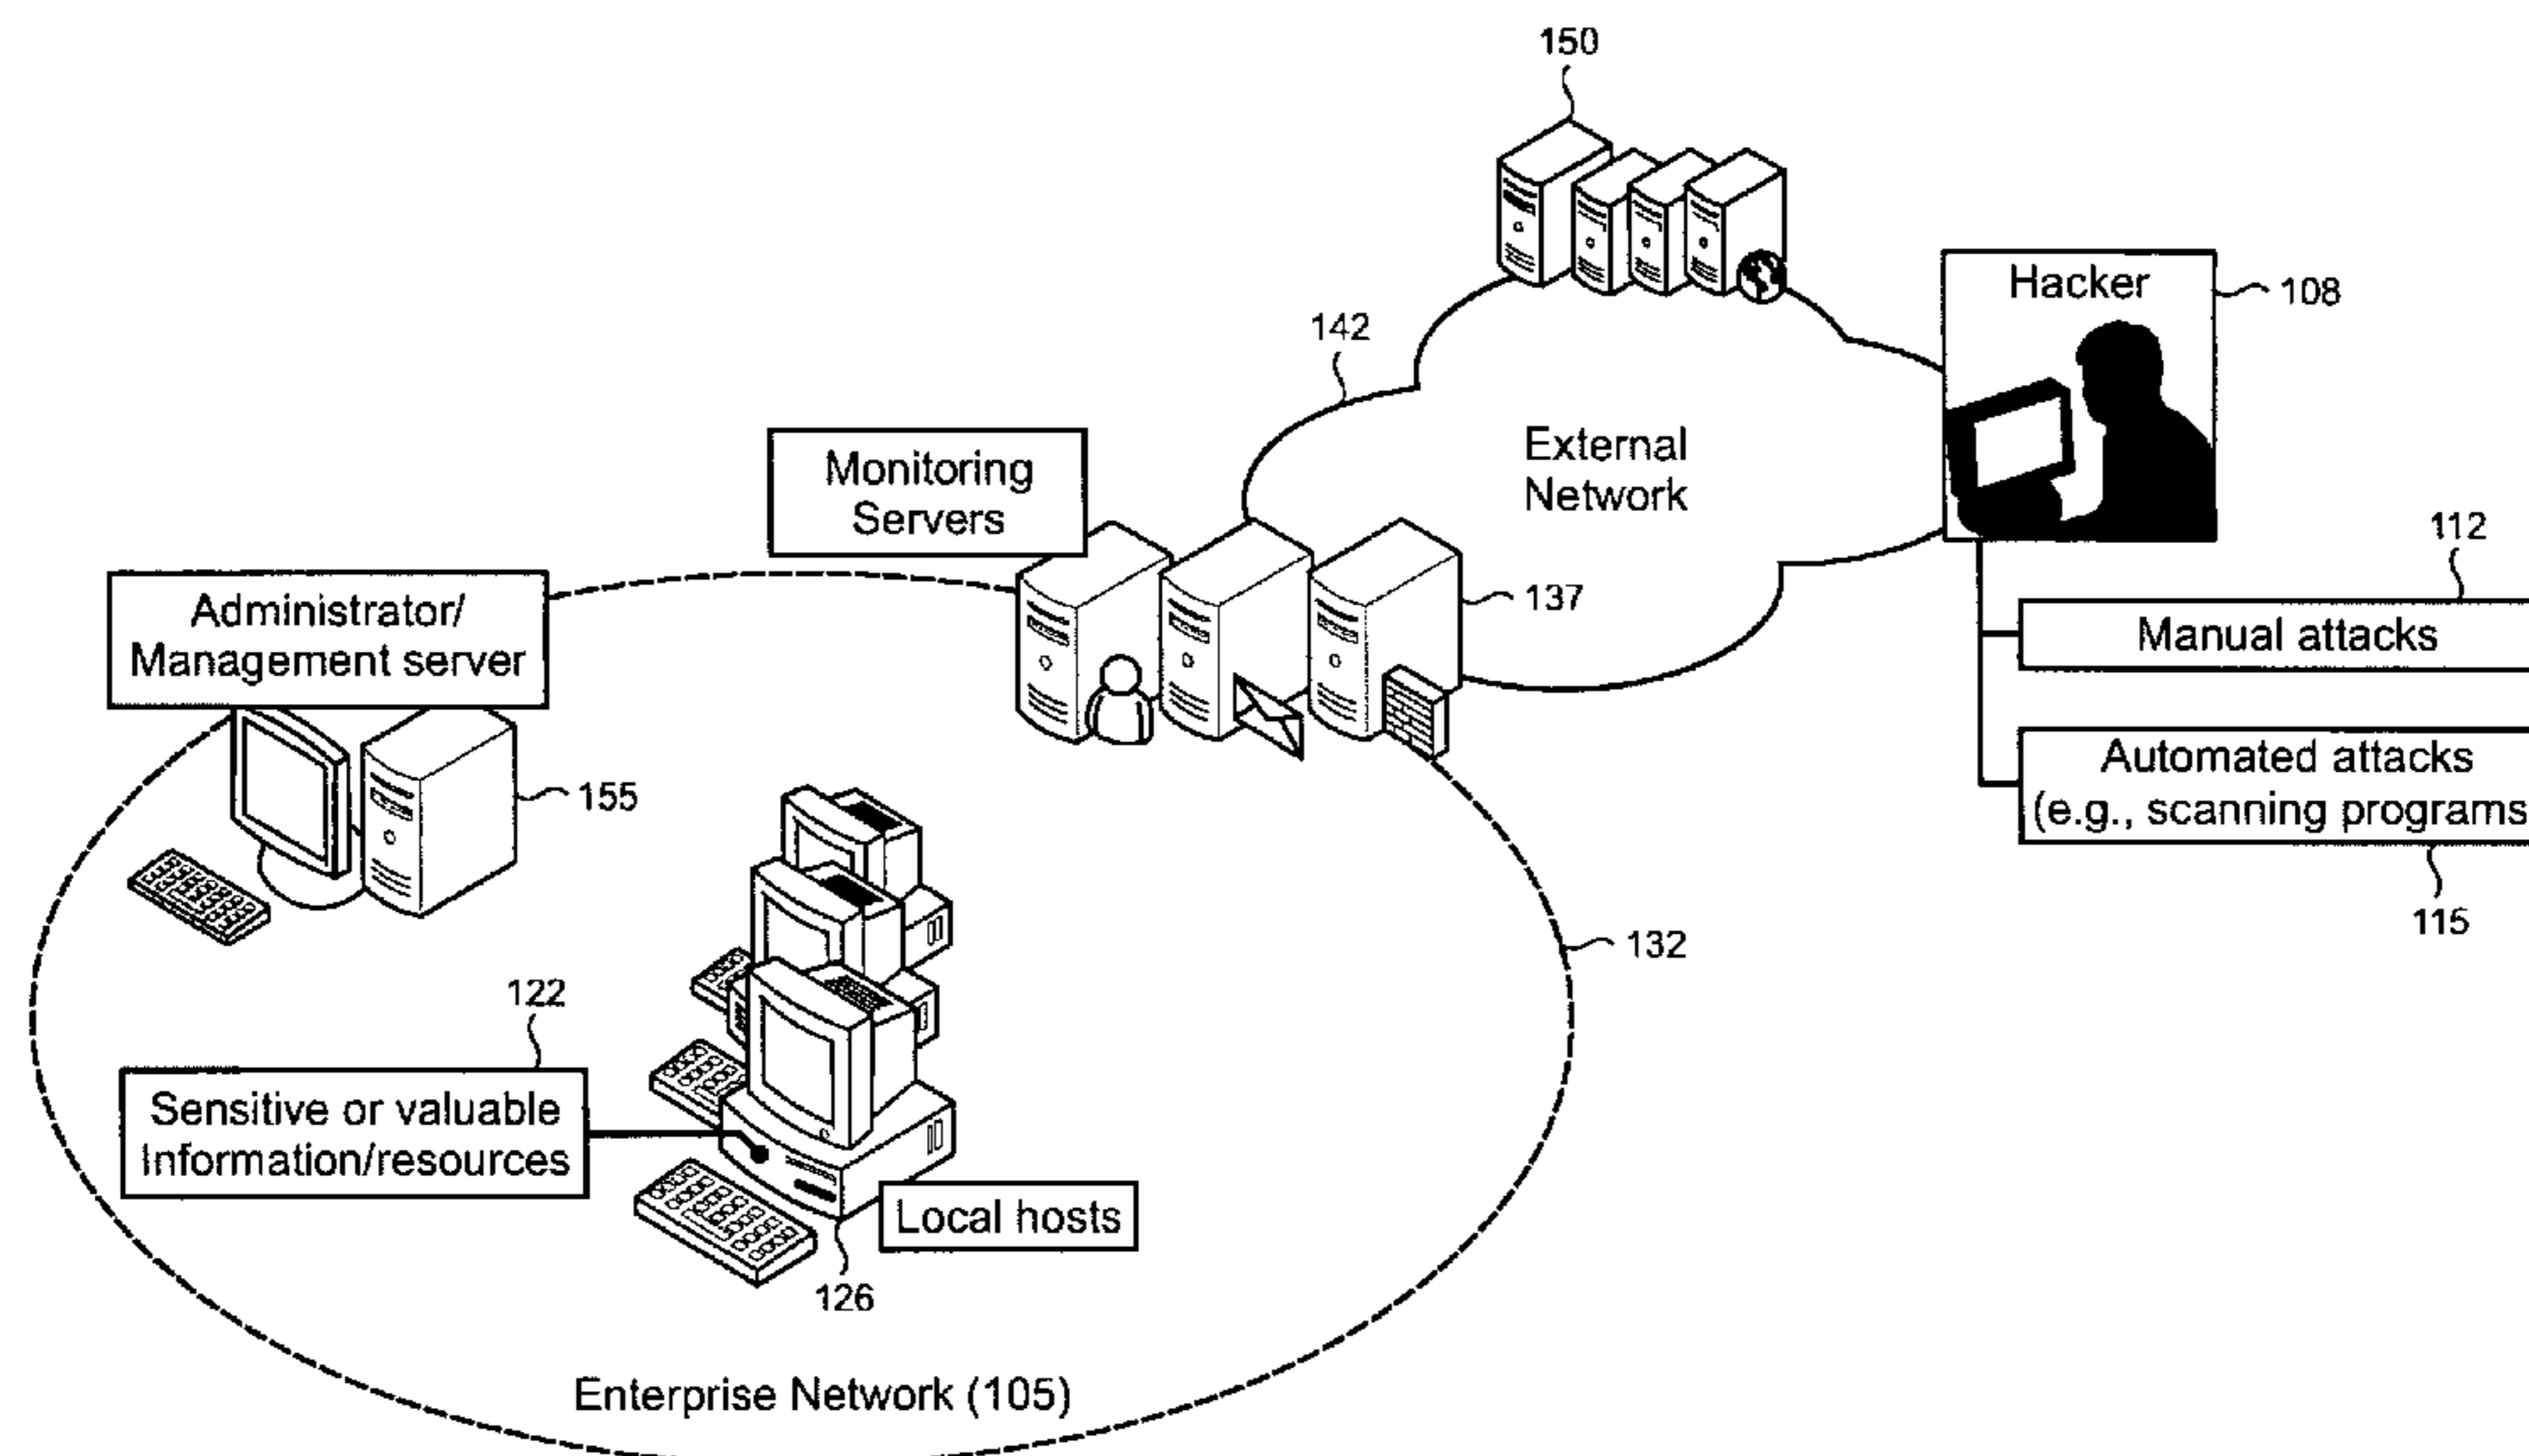 150
Hacker
108
142
External
Network
Monitoring
Servers
112
Manual attacks
137
Administrator/
Management server
Automated attacks
(e.g., scanning programs
155
115
132
122
Sensitive or valuable
Information/resources
Local hosts
126
Enterprise Network (105)